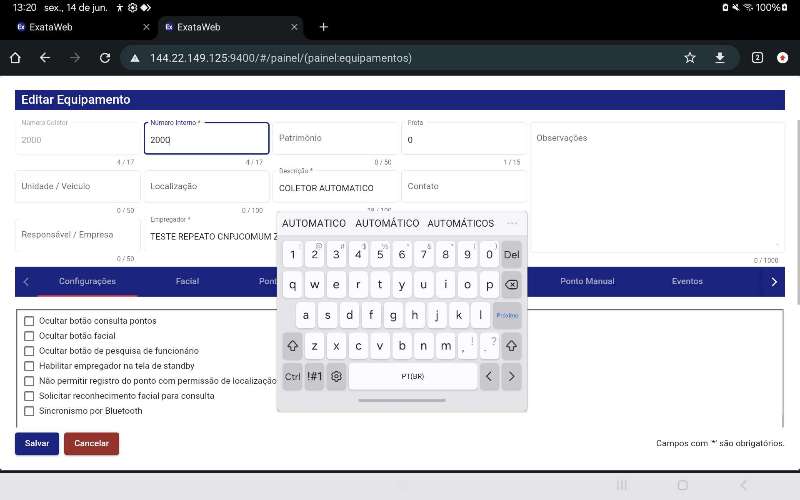 13:20 sex., 14 de jun. 100%
ExataWeb
ExataWeb
144.22.149.125:9400/#/painel/(painel:equipamentos)
2
Editar Equipamento
Número Coletor
2000
4 / 17
Número Interno *
2000
4 / 17
Patrimônio
0 / 50
Frota
0
1 / 15
Observações
0 / 1000
Unidade / Veículo
0 / 50
Localização
0 / 100
Descrição *
COLETOR AUTOMATICO
Contato
Responsável / Empresa
0 / 50
Empregador *
TESTE REPEATO CNPJCOMUM
Configurações
Facial
Ponto Manual
Eventos
AUTOMATICO AUTOMÁTICO AUTOMÁTICOS ...
1 2 3 4 5 6 7 8 9 0 Del
q w e r t y u i o p
a s d f g h j k l Próximo
z x c v b n m , ! . ?
Ctrl !#1 PT(BR) < >
Ocultar botão consulta pontos
Ocultar botão facial
Ocultar botão de pesquisa de funcionário
Habilitar empregador na tela de standby
Não permitir registro do ponto com permissão de localização
Solicitar reconhecimento facial para consulta
Sincronismo por Bluetooth
Salvar
Cancelar
Campos com '*' são obrigatórios.